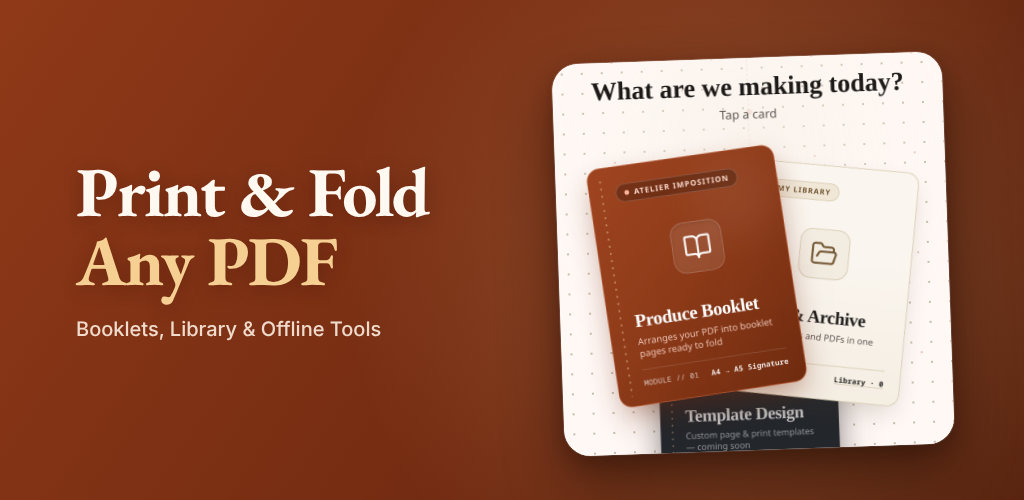 Print & Fold
Any PDF
Booklets, Library & Offline Tools
What are we making today?
Tap a card
ATELIER IMPOSITION
Produce Booklet
Arranges your PDF into booklet
pages ready to fold
MODULE // 01 A4 → A5 Signature
MY LIBRARY
& Archive
and PDFs in one
Library · 0
Template Design
Custom page & print templates
— coming soon